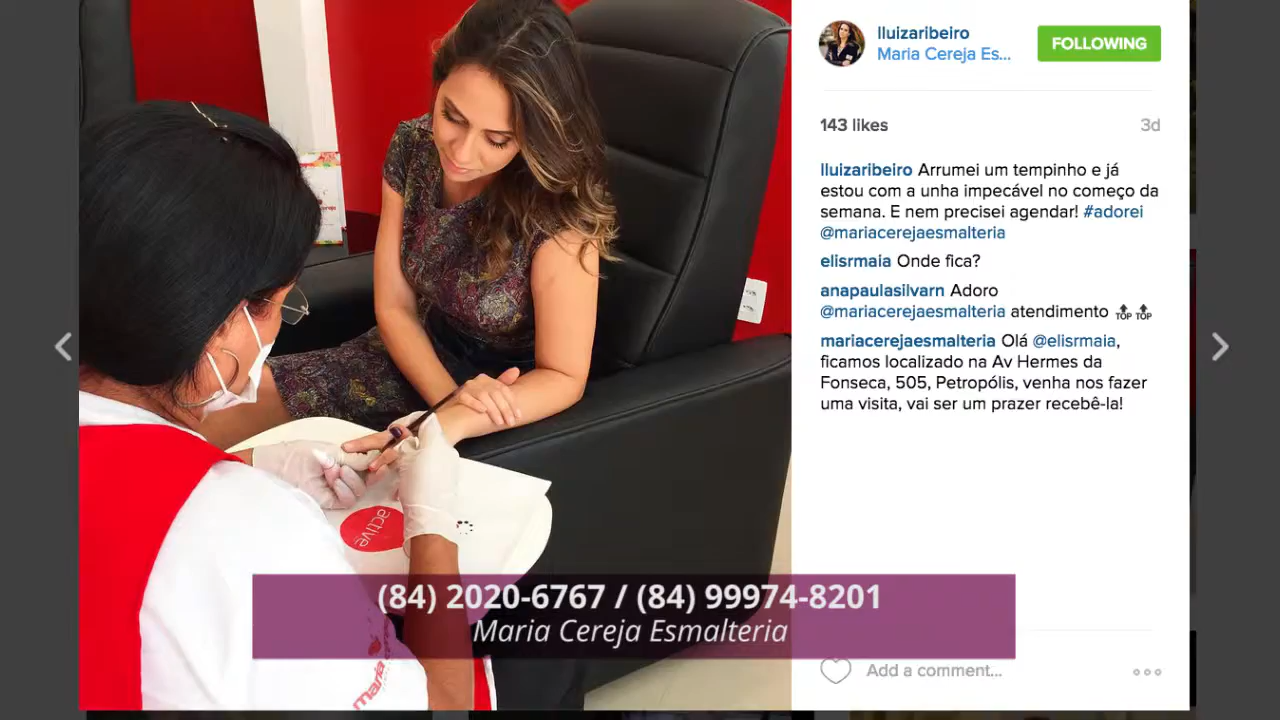 lluizaribeiro
Maria Cereja Es...
FOLLOWING
143 likes
3d
lluizaribeiro Arrumei um tempinho e já
estou com a unha impecável no começo da
semana. E nem precisei agendar! #adorei
@mariacerejaesmalteria
elisrmaia Onde fica?
anapaulasilvarn Adoro
@mariacerejaesmalteria atendimento 🔝🔝
mariacerejaesmalteria Olá @elisrmaia,
ficamos localizado na Av Hermes da
Fonseca, 505, Petropólis, venha nos fazer
uma visita, vai ser um prazer recebê-la!
active
(84) 2020-6767 / (84) 99974-8201
Maria Cereja Esmalteria
maria
Add a comment...